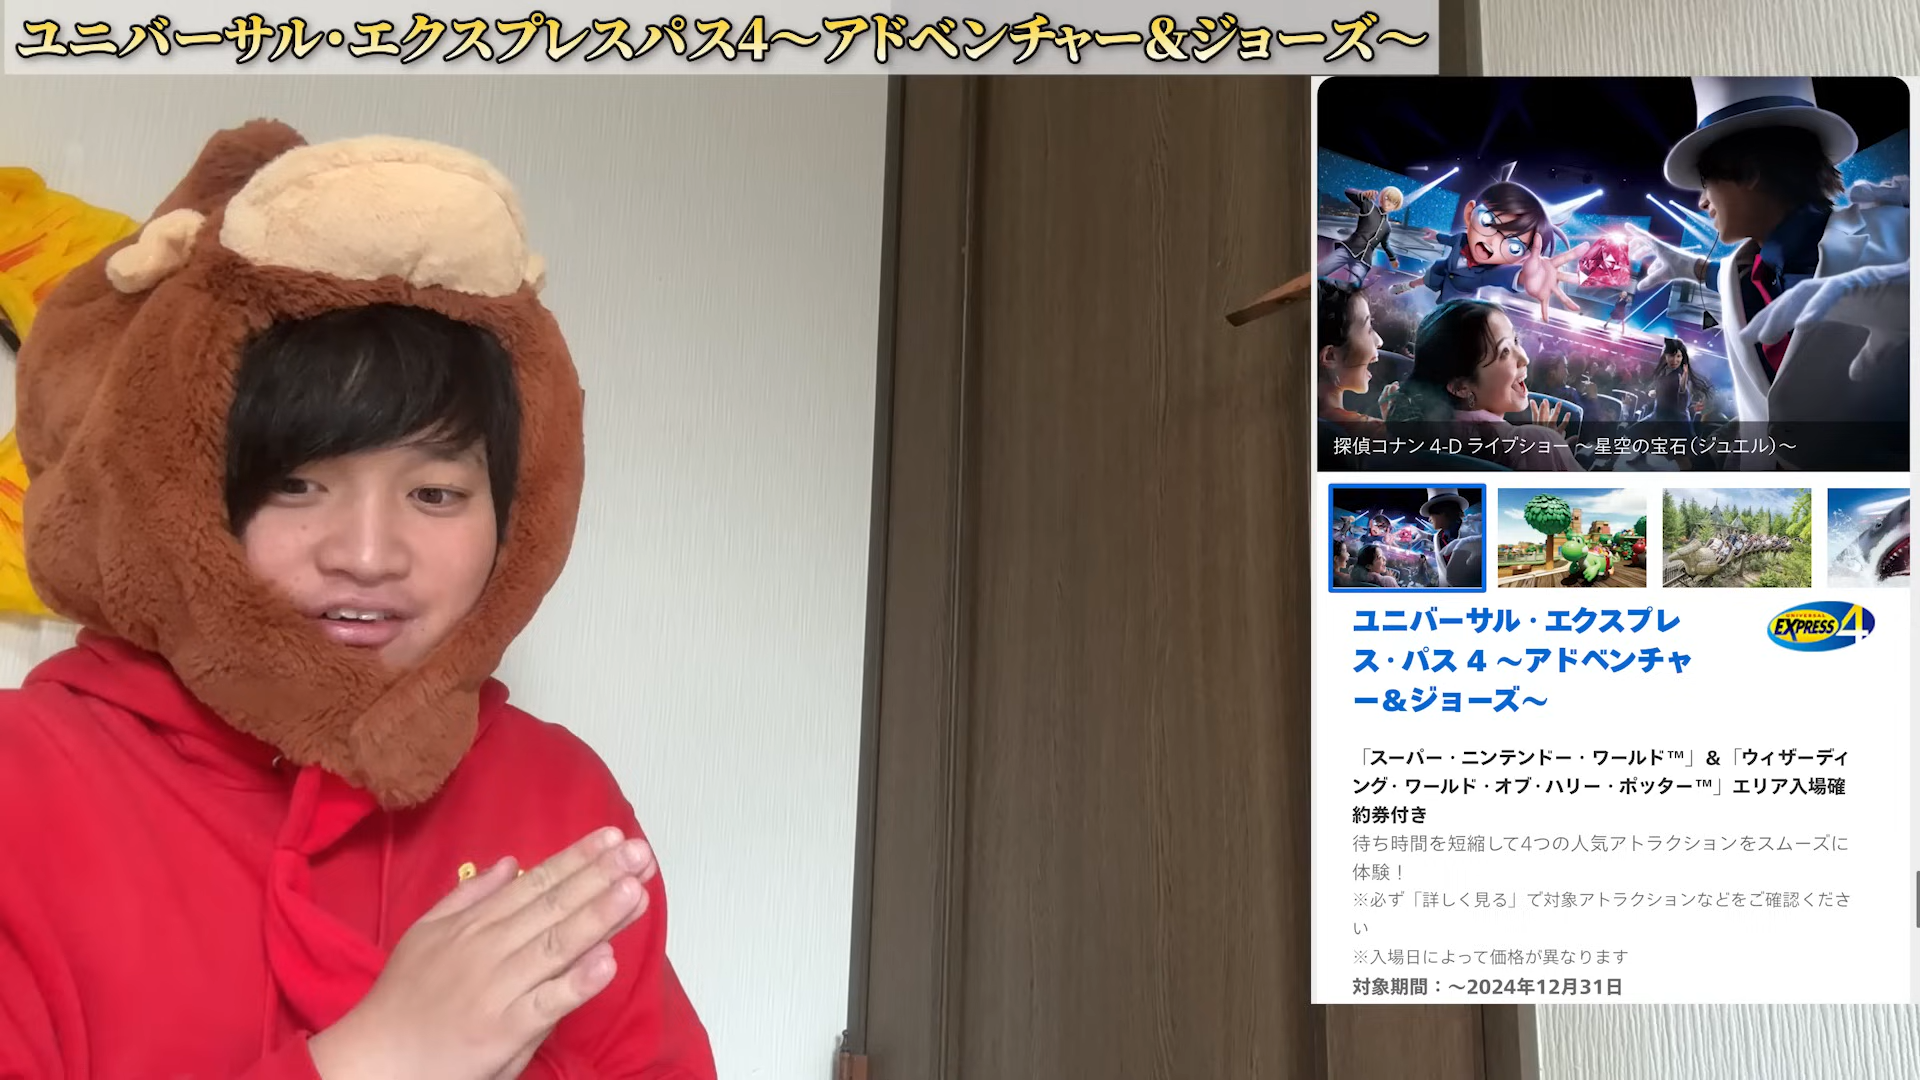 ユニバーサル・エクスプレスパス4～アドベンチャー&ジョーズ～
探偵コナン 4-D ライブショー ～星空の宝石(ジュエル)～
ユニバーサル・エクスプレ
ス・パス 4 ～アドベンチャ
ー&ジョーズ～
UNIVERSAL
EXPRESS 4
「スーパー・ニンテンドー・ワールド™」&「ウィザーディ
ング・ワールド・オブ・ハリー・ポッター™」エリア入場確
約券付き
待ち時間を短縮して4つの人気アトラクションをスムーズに
体験！
※必ず「詳しく見る」で対象アトラクションなどをご確認くださ
い
※入場日によって価格が異なります
対象期間：～2024年12月31日